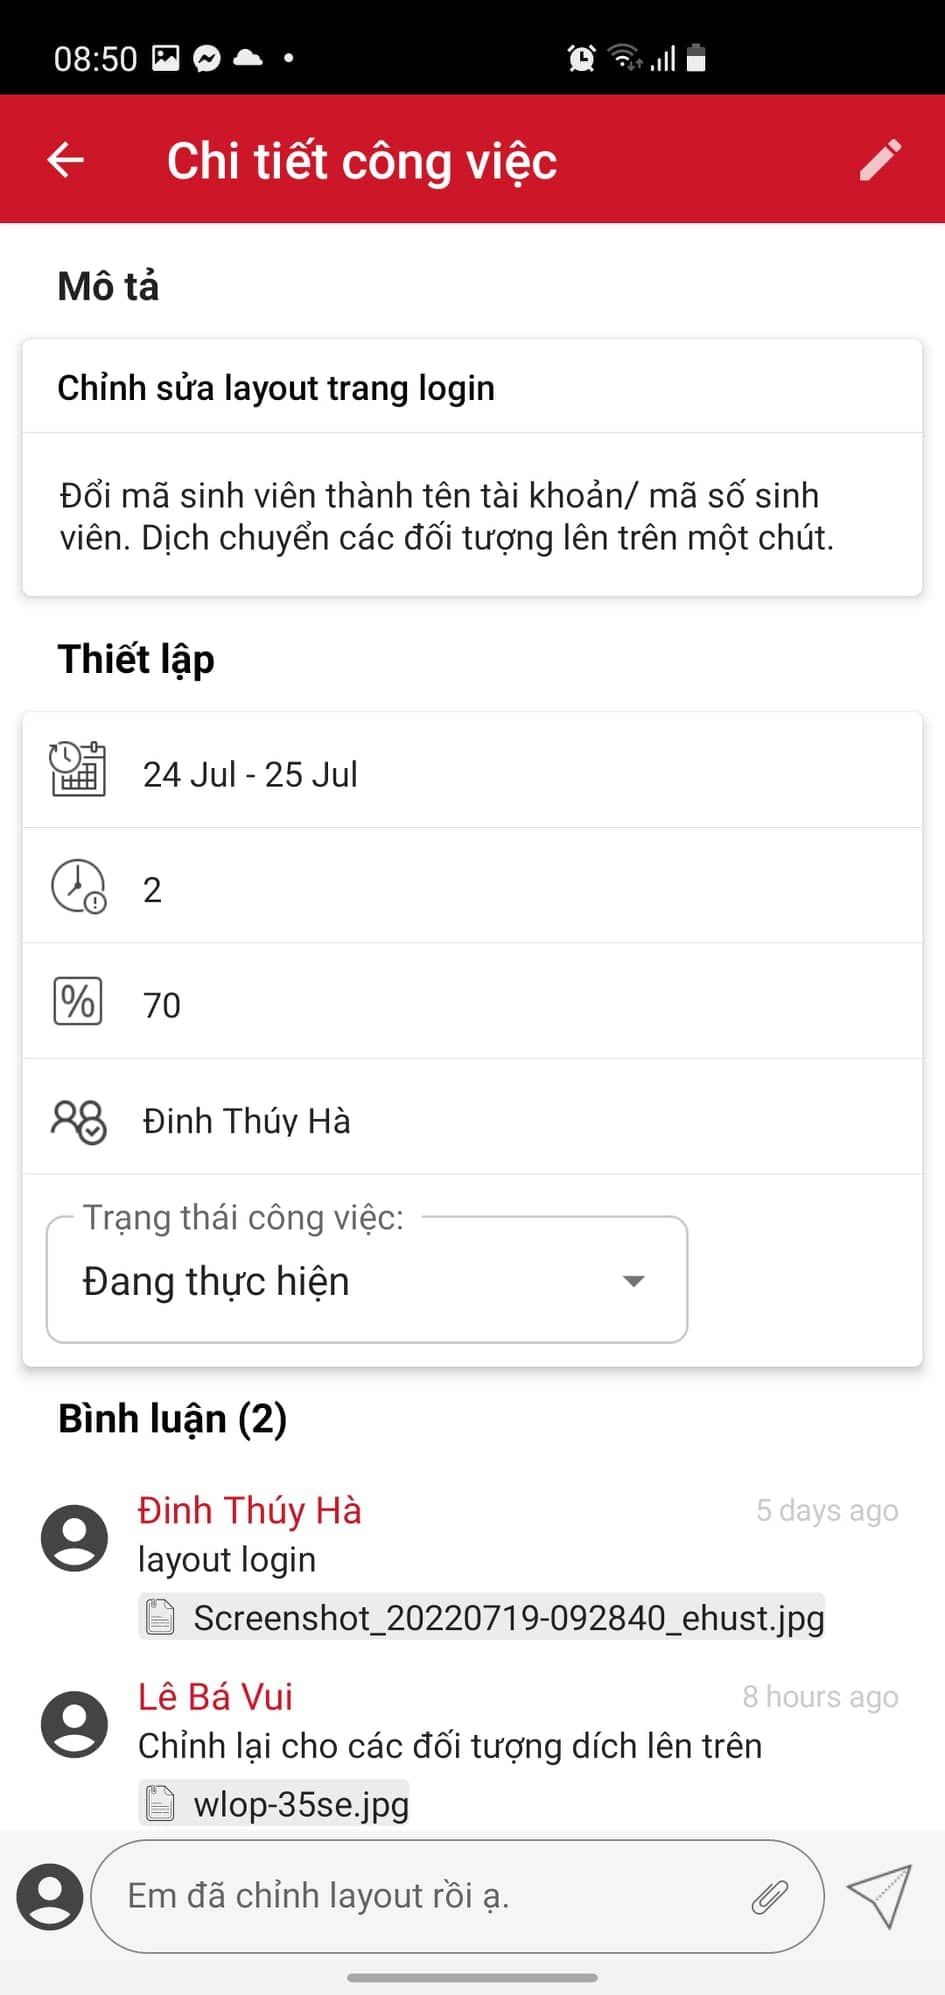 08:50
Chi tiết công việc
Mô tả
Chỉnh sửa layout trang login
Đổi mã sinh viên thành tên tài khoản/ mã số sinh
viên. Dịch chuyển các đối tượng lên trên một chút.
Thiết lập
24 Jul - 25 Jul
2
%
70
Đinh Thúy Hà
Trạng thái công việc:
Đang thực hiện
Bình luận (2)
Đinh Thúy Hà
5 days ago
layout login
Screenshot_20220719-092840_ehust.jpg
Lê Bá Vui
8 hours ago
Chỉnh lại cho các đối tượng dích lên trên
wlop-35se.jpg
Em đã chỉnh layout rồi ạ.